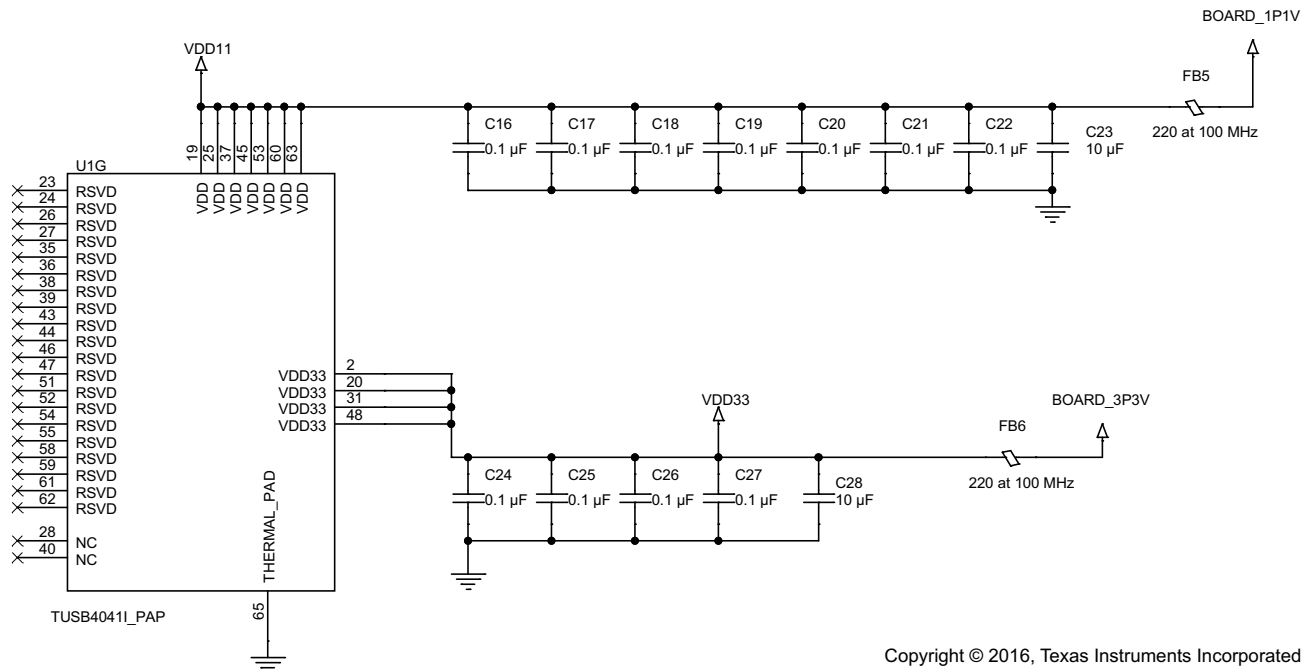 BOARD_1P1V
VDD11
FB5
220 at 100 MHz
C16
0.1 µF
C17
0.1 µF
C18
0.1 µF
C19
0.1 µF
C20
0.1 µF
C21
0.1 µF
C22
0.1 µF
C23
10 µF
19
25
37
45
53
60
63
U1G
VDD
VDD
VDD
VDD
VDD
VDD
VDD
23 RSVD
24 RSVD
26 RSVD
27 RSVD
35 RSVD
36 RSVD
38 RSVD
39 RSVD
43 RSVD
44 RSVD
46 RSVD
47 RSVD
51 RSVD
52 RSVD
54 RSVD
55 RSVD
58 RSVD
59 RSVD
61 RSVD
62 RSVD
28 NC
40 NC
VDD33 2
VDD33 20
VDD33 31
VDD33 48
VDD33
BOARD_3P3V
FB6
220 at 100 MHz
C24
0.1 µF
C25
0.1 µF
C26
0.1 µF
C27
0.1 µF
C28
10 µF
THERMAL_PAD
65
TUSB4041I_PAP
Copyright © 2016, Texas Instruments Incorporated